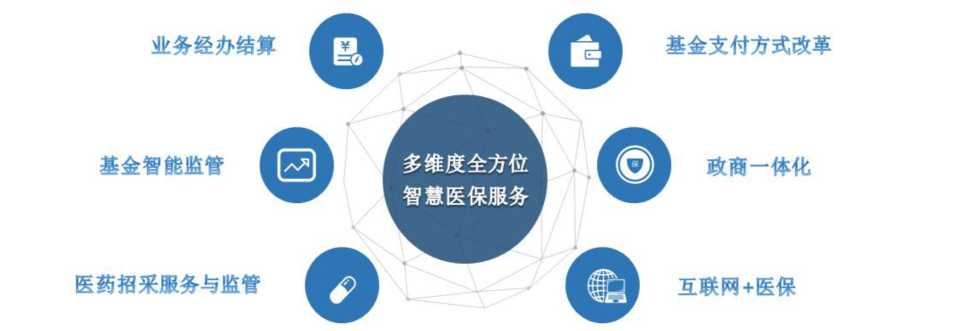 业务经办结算
基金支付方式改革
基金智能监管
多维度全方位
智慧医保服务
政商一体化
医药招采服务与监管
互联网+医保